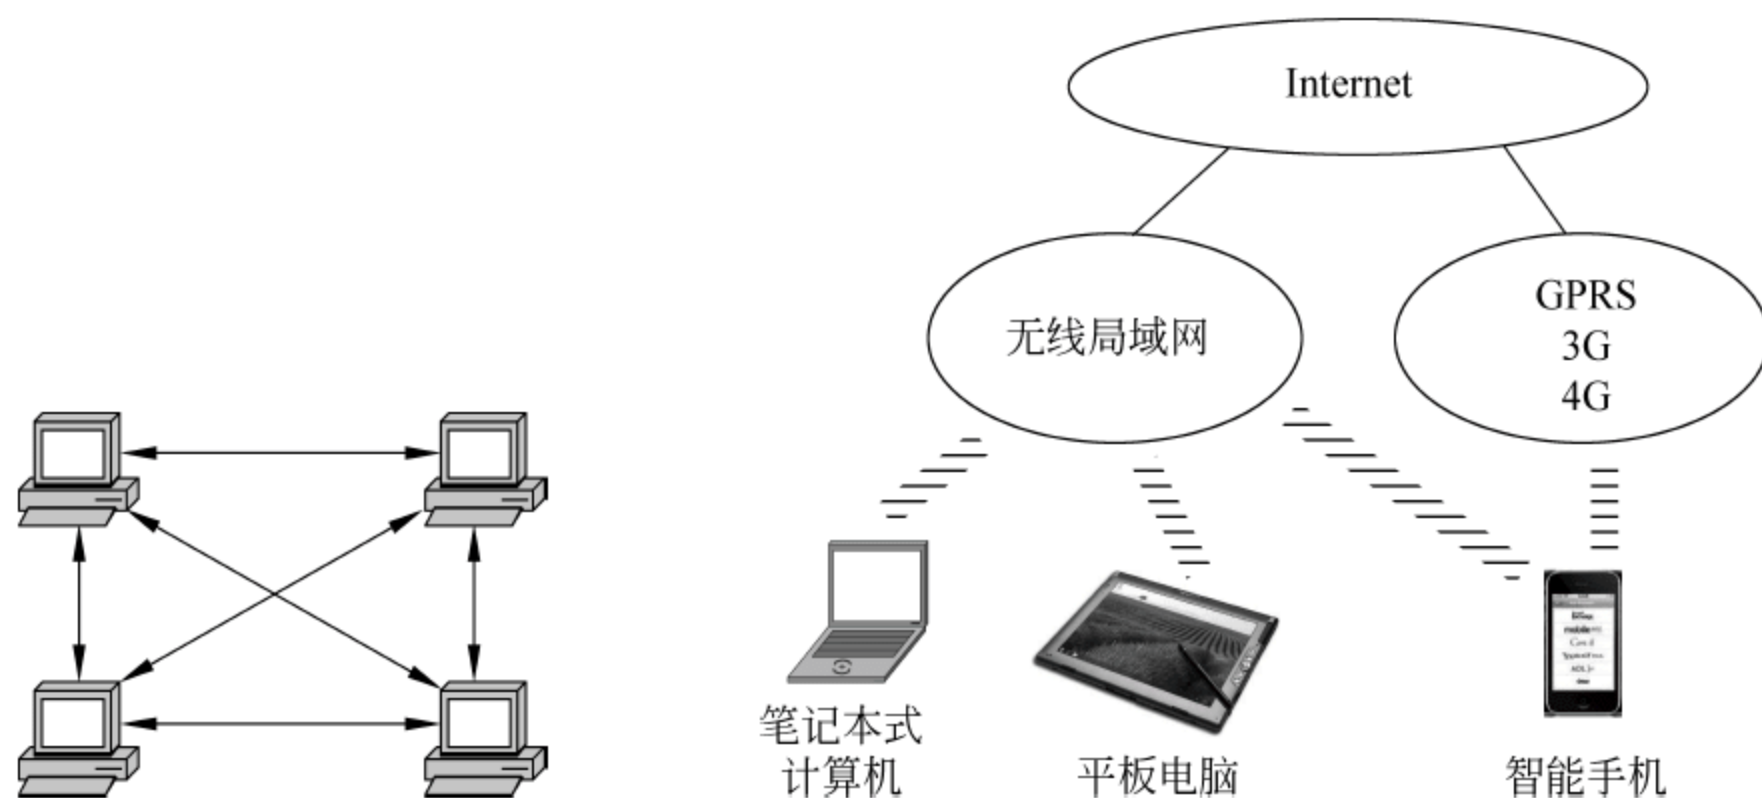 Internet
无线局域网
GPRS
3G
4G
笔记本式
计算机
平板电脑
智能手机